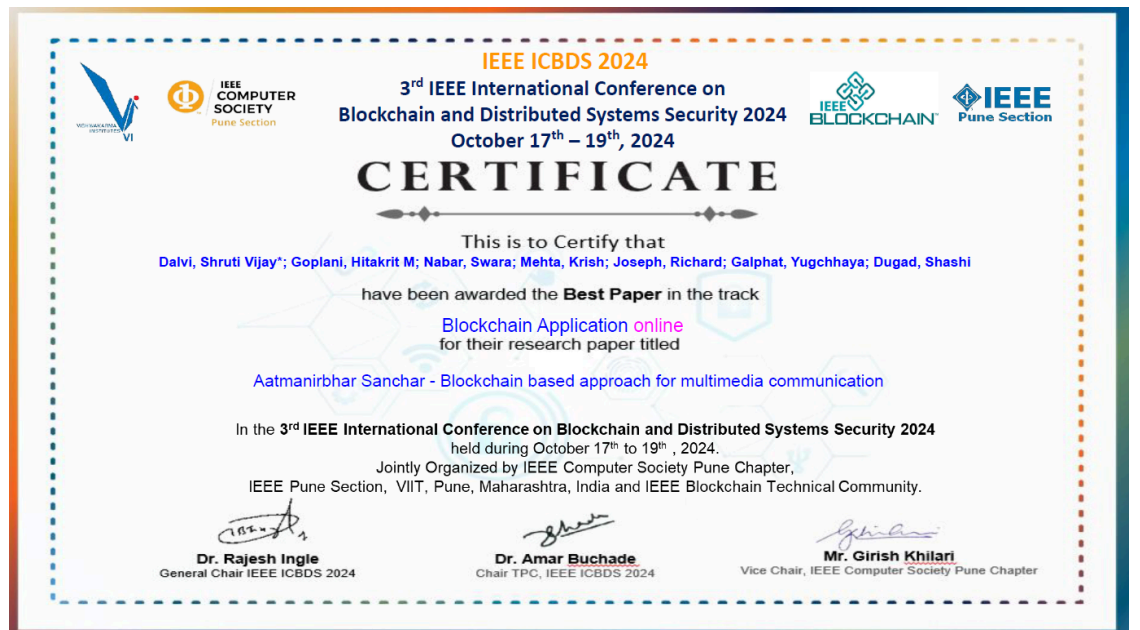 IEEE ICBDS 2024
3rd IEEE International Conference on
Blockchain and Distributed Systems Security 2024
October 17th – 19th, 2024
VISHWAKARMA
INSTITUTES
VI
IEEE
COMPUTER
SOCIETY
Pune Section
IEEE
BLOCKCHAIN™
IEEE
Pune Section
CERTIFICATE
This is to Certify that
Dalvi, Shruti Vijay*; Goplani, Hitakrit M; Nabar, Swara; Mehta, Krish; Joseph, Richard; Galphat, Yugchhaya; Dugad, Shashi
have been awarded the Best Paper in the track
Blockchain Application online
for their research paper titled
Aatmanirbhar Sanchar - Blockchain based approach for multimedia communication
In the 3rd IEEE International Conference on Blockchain and Distributed Systems Security 2024
held during October 17th to 19th , 2024.
Jointly Organized by IEEE Computer Society Pune Chapter,
IEEE Pune Section, VIIT, Pune, Maharashtra, India and IEEE Blockchain Technical Community.
Dr. Rajesh Ingle
General Chair IEEE ICBDS 2024
Dr. Amar Buchade
Chair TPC, IEEE ICBDS 2024
Mr. Girish Khilari
Vice Chair, IEEE Computer Society Pune Chapter